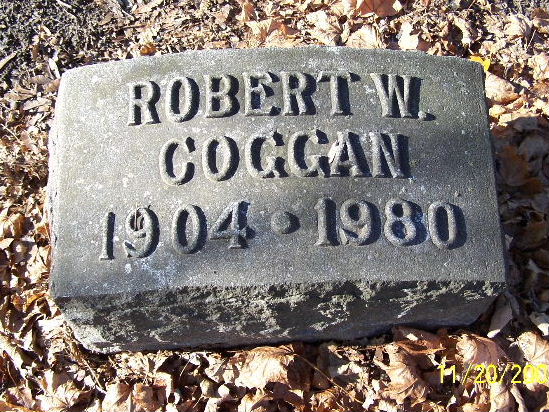 ROBERT W.
COGGAN
1904 • 1980